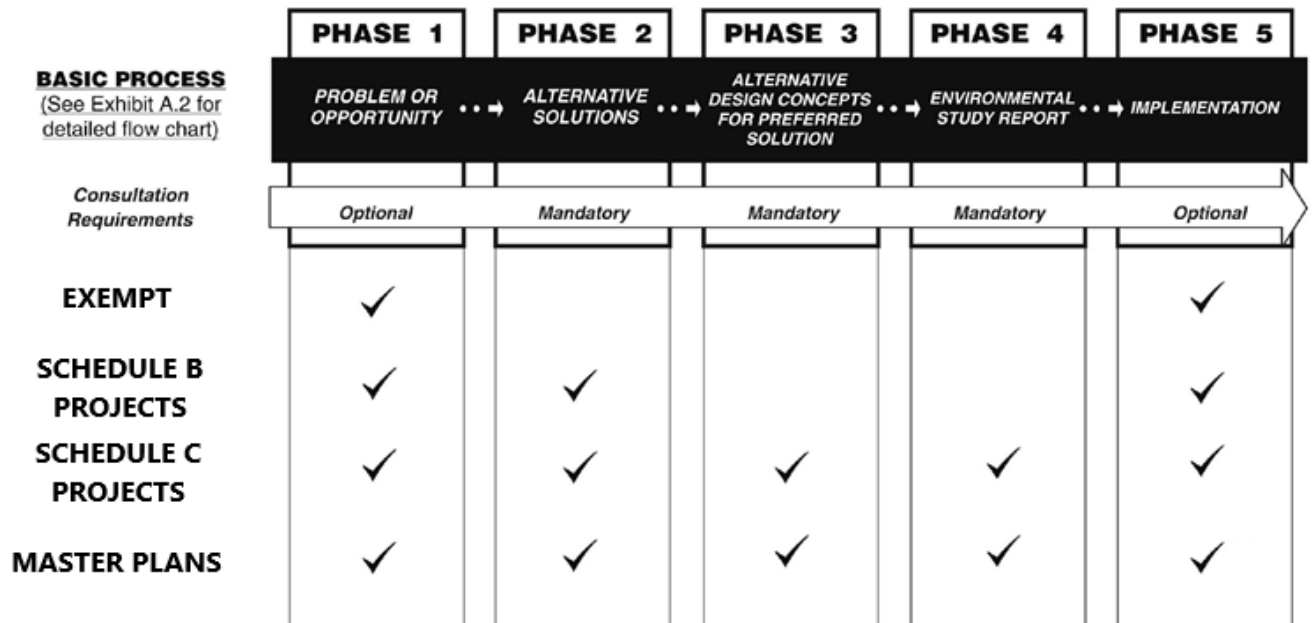 PHASE 1 PHASE 2 PHASE 3 PHASE 4 PHASE 5
BASIC PROCESS
(See Exhibit A.2 for
detailed flow chart)
PROBLEM OR
OPPORTUNITY
ALTERNATIVE
SOLUTIONS
ALTERNATIVE
DESIGN CONCEPTS
FOR PREFERRED
SOLUTION
ENVIRONMENTAL
STUDY REPORT
IMPLEMENTATION
Consultation
Requirements
Optional Mandatory Mandatory Mandatory Optional
EXEMPT ✓ ✓
SCHEDULE B
PROJECTS ✓ ✓ ✓
SCHEDULE C
PROJECTS ✓ ✓ ✓ ✓ ✓
MASTER PLANS ✓ ✓ ✓ ✓ ✓